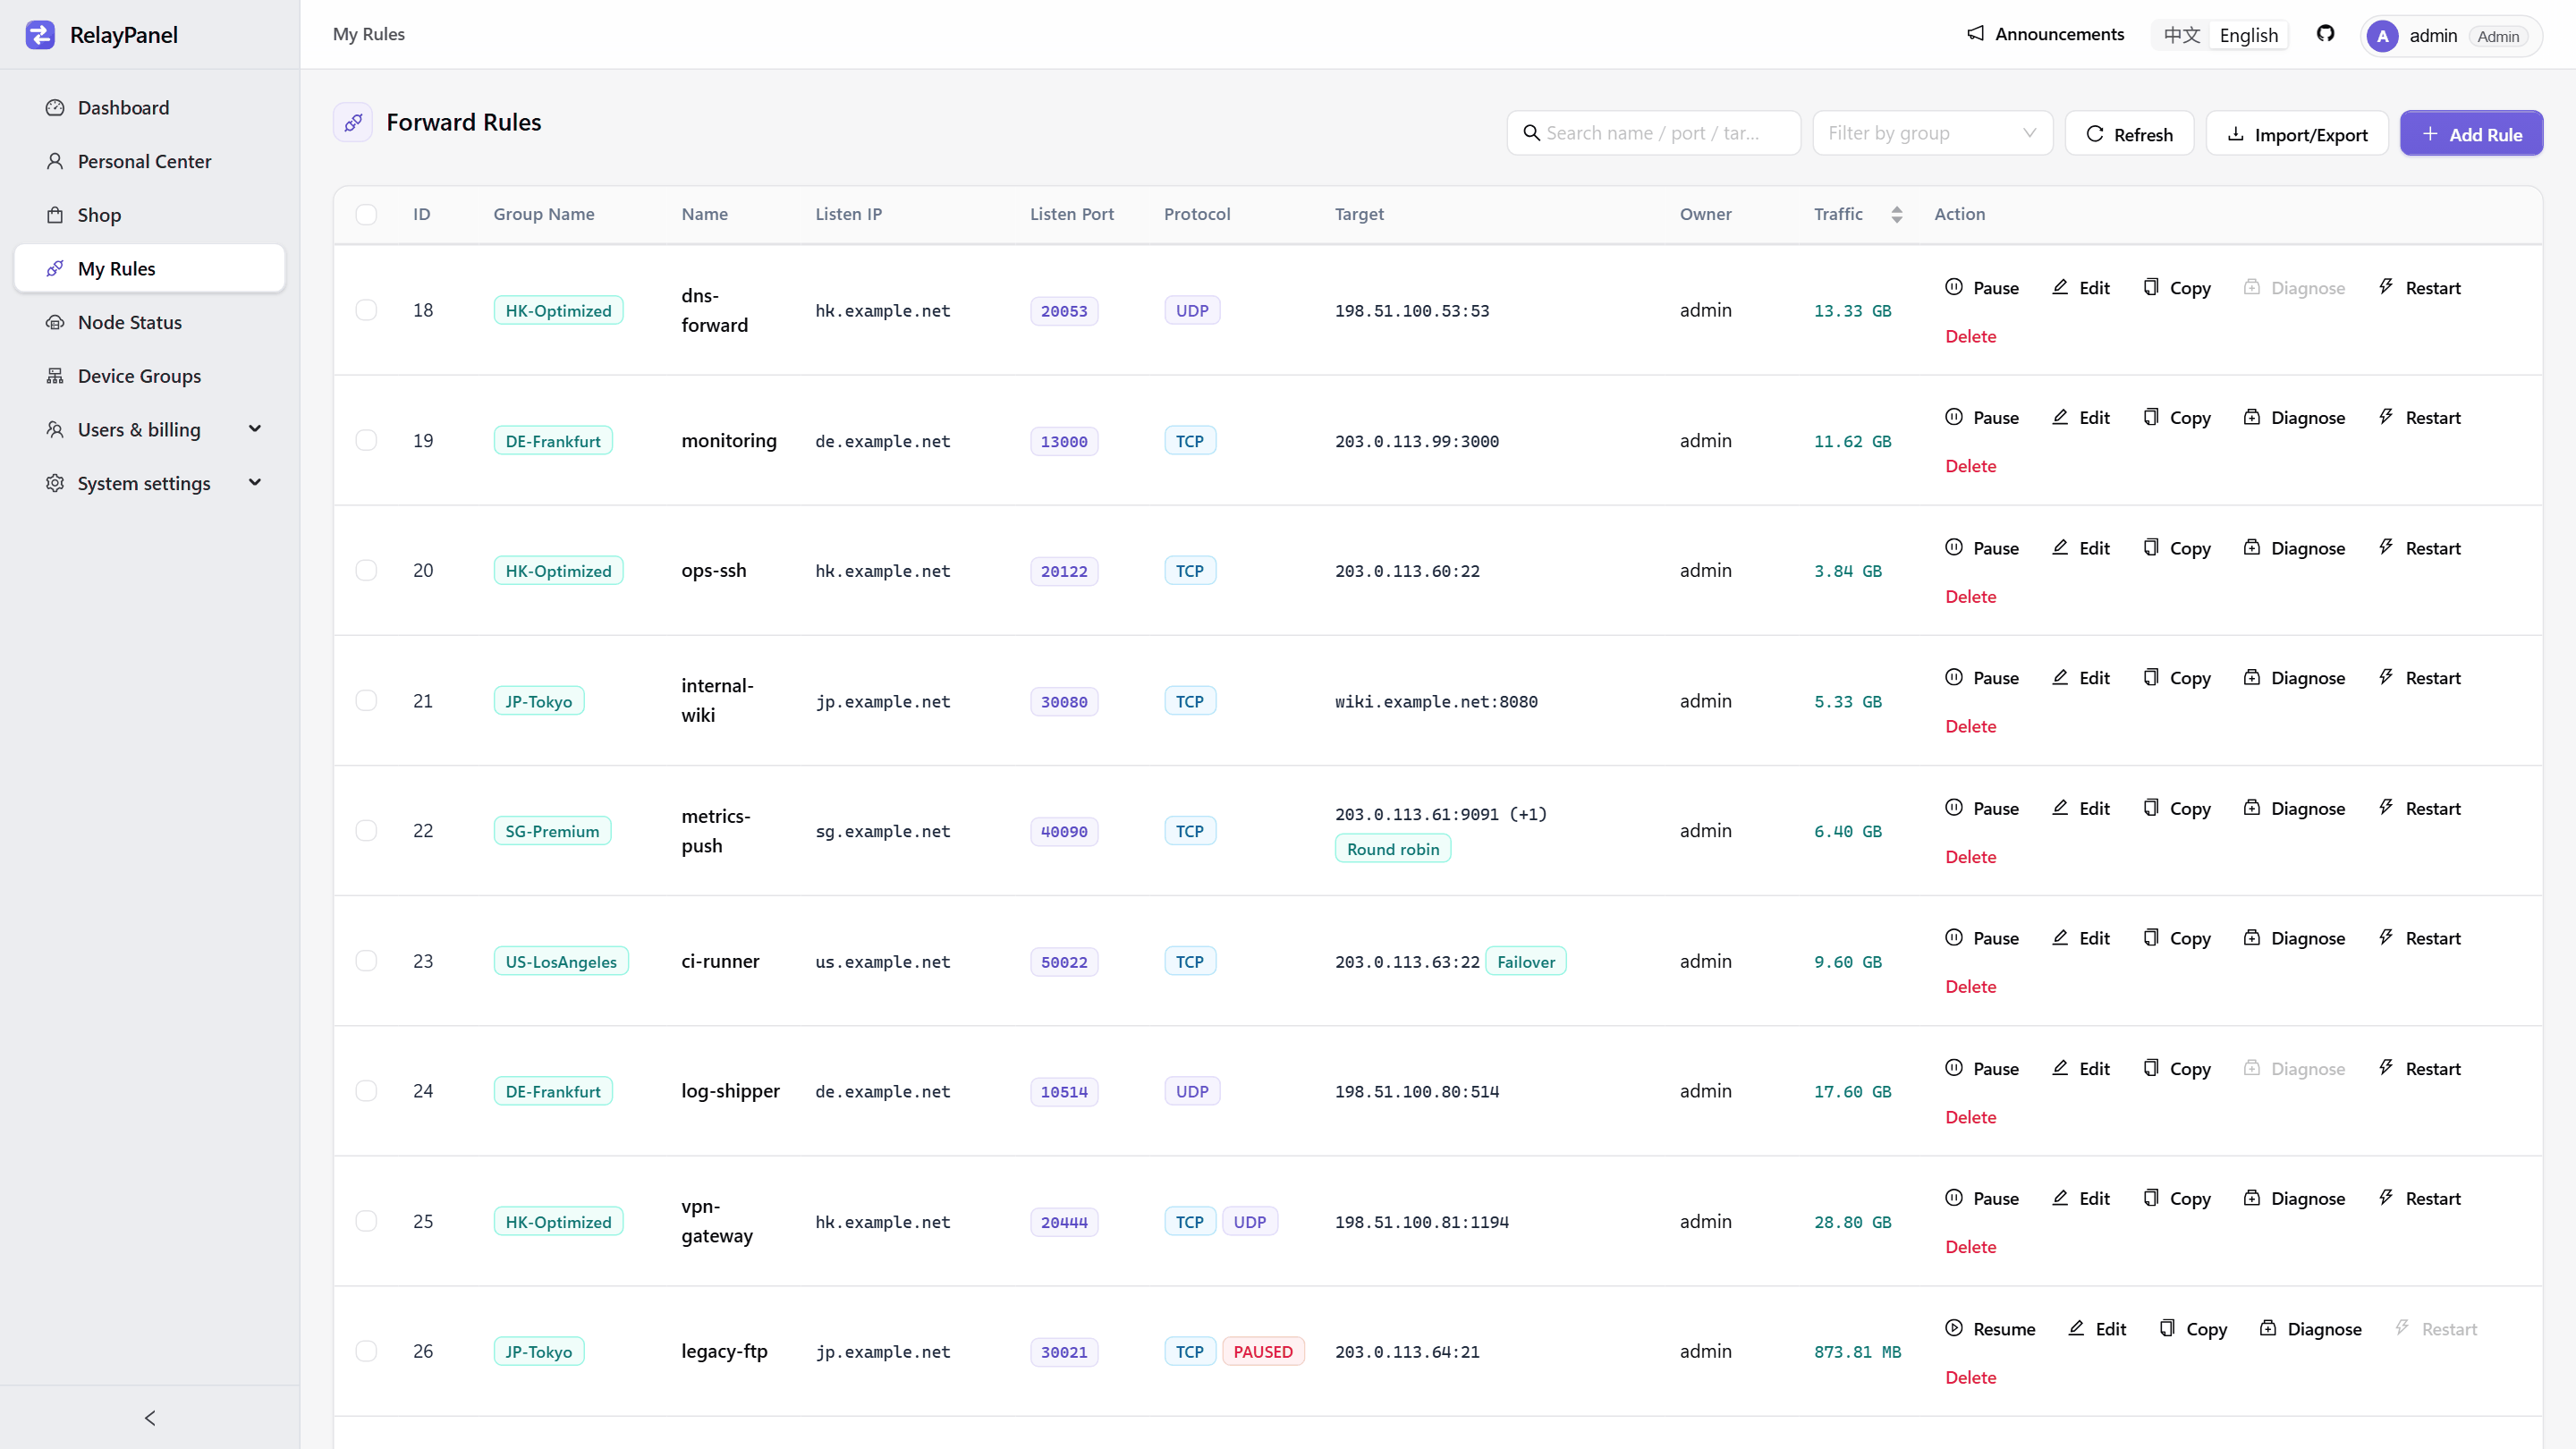 RelayPanel
My Rules
Announcements
中文
English
A
admin
Admin
Dashboard
Personal Center
Shop
My Rules
Node Status
Device Groups
Users & billing
System settings
Forward Rules
Search name / port / tar...
Filter by group
Refresh
Import/Export
Add Rule
ID Group Name Name Listen IP Listen Port Protocol Target Owner Traffic Action
18 HK-Optimized dns-forward hk.example.net 20053 UDP 198.51.100.53:53 admin 13.33 GB Pause Edit Copy Diagnose Restart Delete
19 DE-Frankfurt monitoring de.example.net 13000 TCP 203.0.113.99:3000 admin 11.62 GB Pause Edit Copy Diagnose Restart Delete
20 HK-Optimized ops-ssh hk.example.net 20122 TCP 203.0.113.60:22 admin 3.84 GB Pause Edit Copy Diagnose Restart Delete
21 JP-Tokyo internal-wiki jp.example.net 30080 TCP wiki.example.net:8080 admin 5.33 GB Pause Edit Copy Diagnose Restart Delete
22 SG-Premium metrics-push sg.example.net 40090 TCP 203.0.113.61:9091 (+1) Round robin admin 6.40 GB Pause Edit Copy Diagnose Restart Delete
23 US-LosAngeles ci-runner us.example.net 50022 TCP 203.0.113.63:22 Failover admin 9.60 GB Pause Edit Copy Diagnose Restart Delete
24 DE-Frankfurt log-shipper de.example.net 10514 UDP 198.51.100.80:514 admin 17.60 GB Pause Edit Copy Diagnose Restart Delete
25 HK-Optimized vpn-gateway hk.example.net 20444 TCP UDP 198.51.100.81:1194 admin 28.80 GB Pause Edit Copy Diagnose Restart Delete
26 JP-Tokyo legacy-ftp jp.example.net 30021 TCP PAUSED 203.0.113.64:21 admin 873.81 MB Resume Edit Copy Diagnose Restart Delete